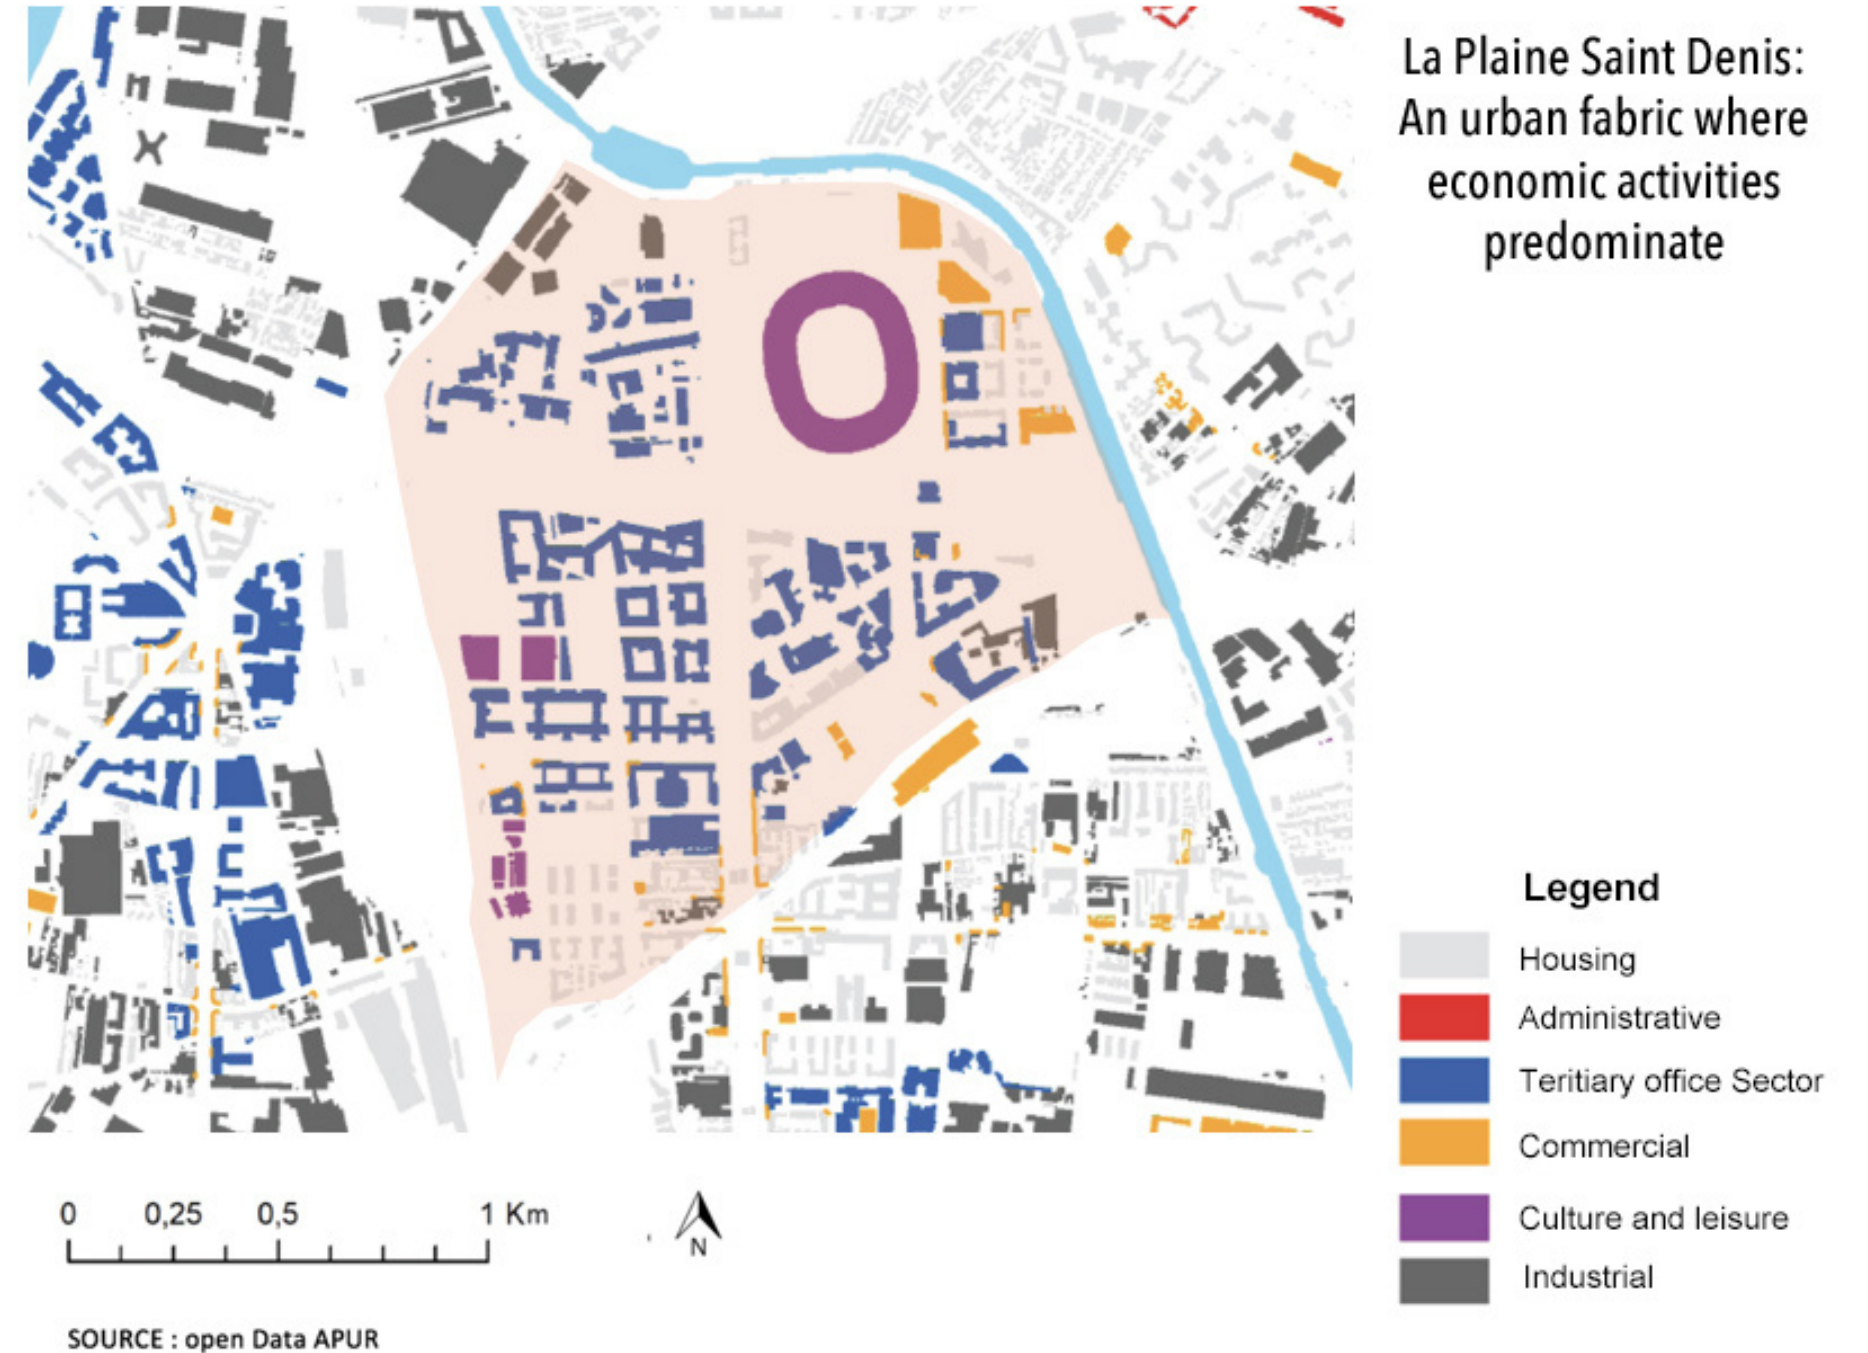 La Plaine Saint Denis:
An urban fabric where
economic activities
predominate
Legend
Housing
Administrative
Teritiary office Sector
Commercial
Culture and leisure
Industrial
0 0,25 0,5 1 Km
N
SOURCE : open Data APUR